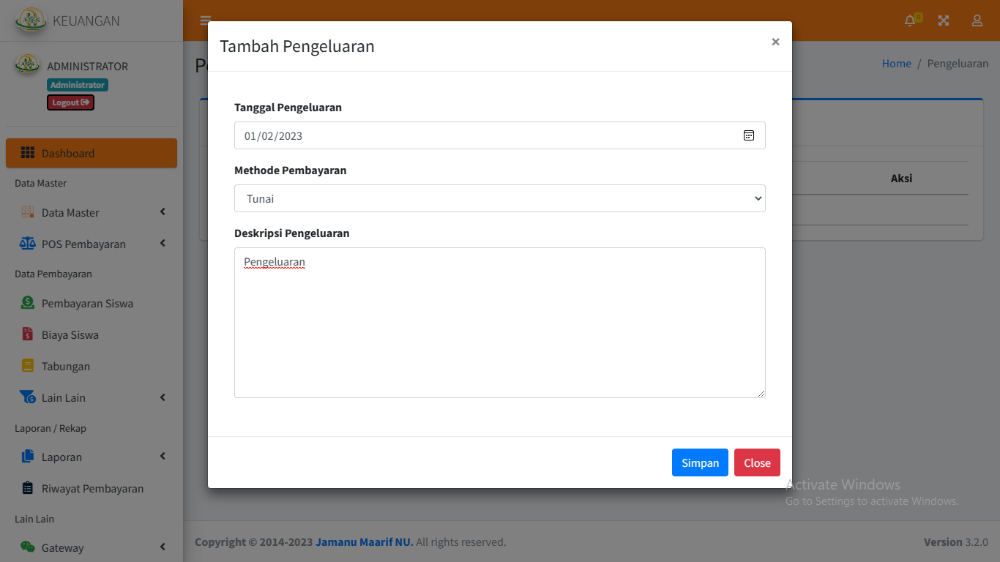 KEUANGAN
0
ADMINISTRATOR
Administrator
Logout
Dashboard
Data Master
Data Master
POS Pembayaran
Data Pembayaran
Pembayaran Siswa
Biaya Siswa
Tabungan
Lain Lain
Laporan / Rekap
Laporan
Riwayat Pembayaran
Lain Lain
Gateway
Home / Pengeluaran
Aksi
Tambah Pengeluaran
×
Tanggal Pengeluaran
01/02/2023
Methode Pembayaran
Tunai
Deskripsi Pengeluaran
Pengeluaran
Simpan
Close
Activate Windows
Go to Settings to activate Windows.
Copyright © 2014-2023 Jamanu Maarif NU. All rights reserved.
Version 3.2.0